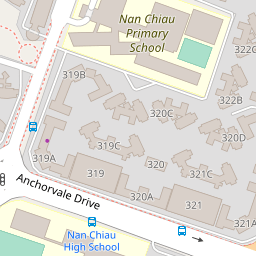 Nan Chiau
Primary
School
322C
319B
322B
320C
320D
319C
319A
320
321C
319
320A
321
321A
Anchorvale Drive
Nan Chiau
High School